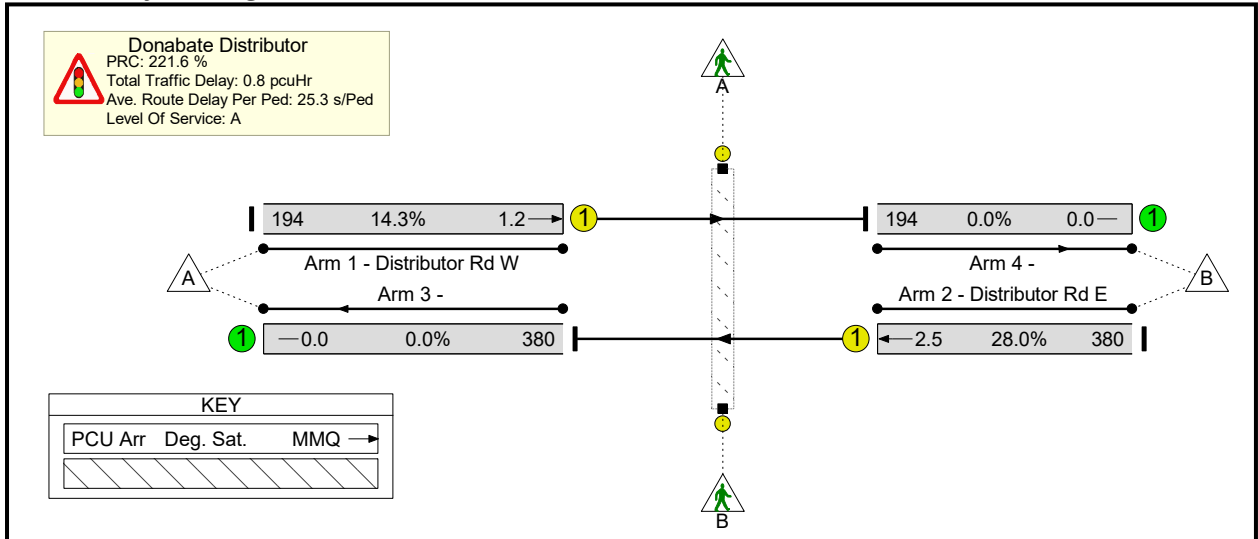 Donabate Distributor
PRC: 221.6 %
Total Traffic Delay: 0.8 pcuHr
Ave. Route Delay Per Ped: 25.3 s/Ped
Level Of Service: A
A
1 194 14.3% 1.2 1
194 0.0% 0.0 1
Arm 1 - Distributor Rd W
Arm 4 -
A
B
Arm 3 -
Arm 2 - Distributor Rd E
1 0.0 0.0% 380
1 2.5 28.0% 380
KEY
PCU Arr Deg. Sat. MMQ
B